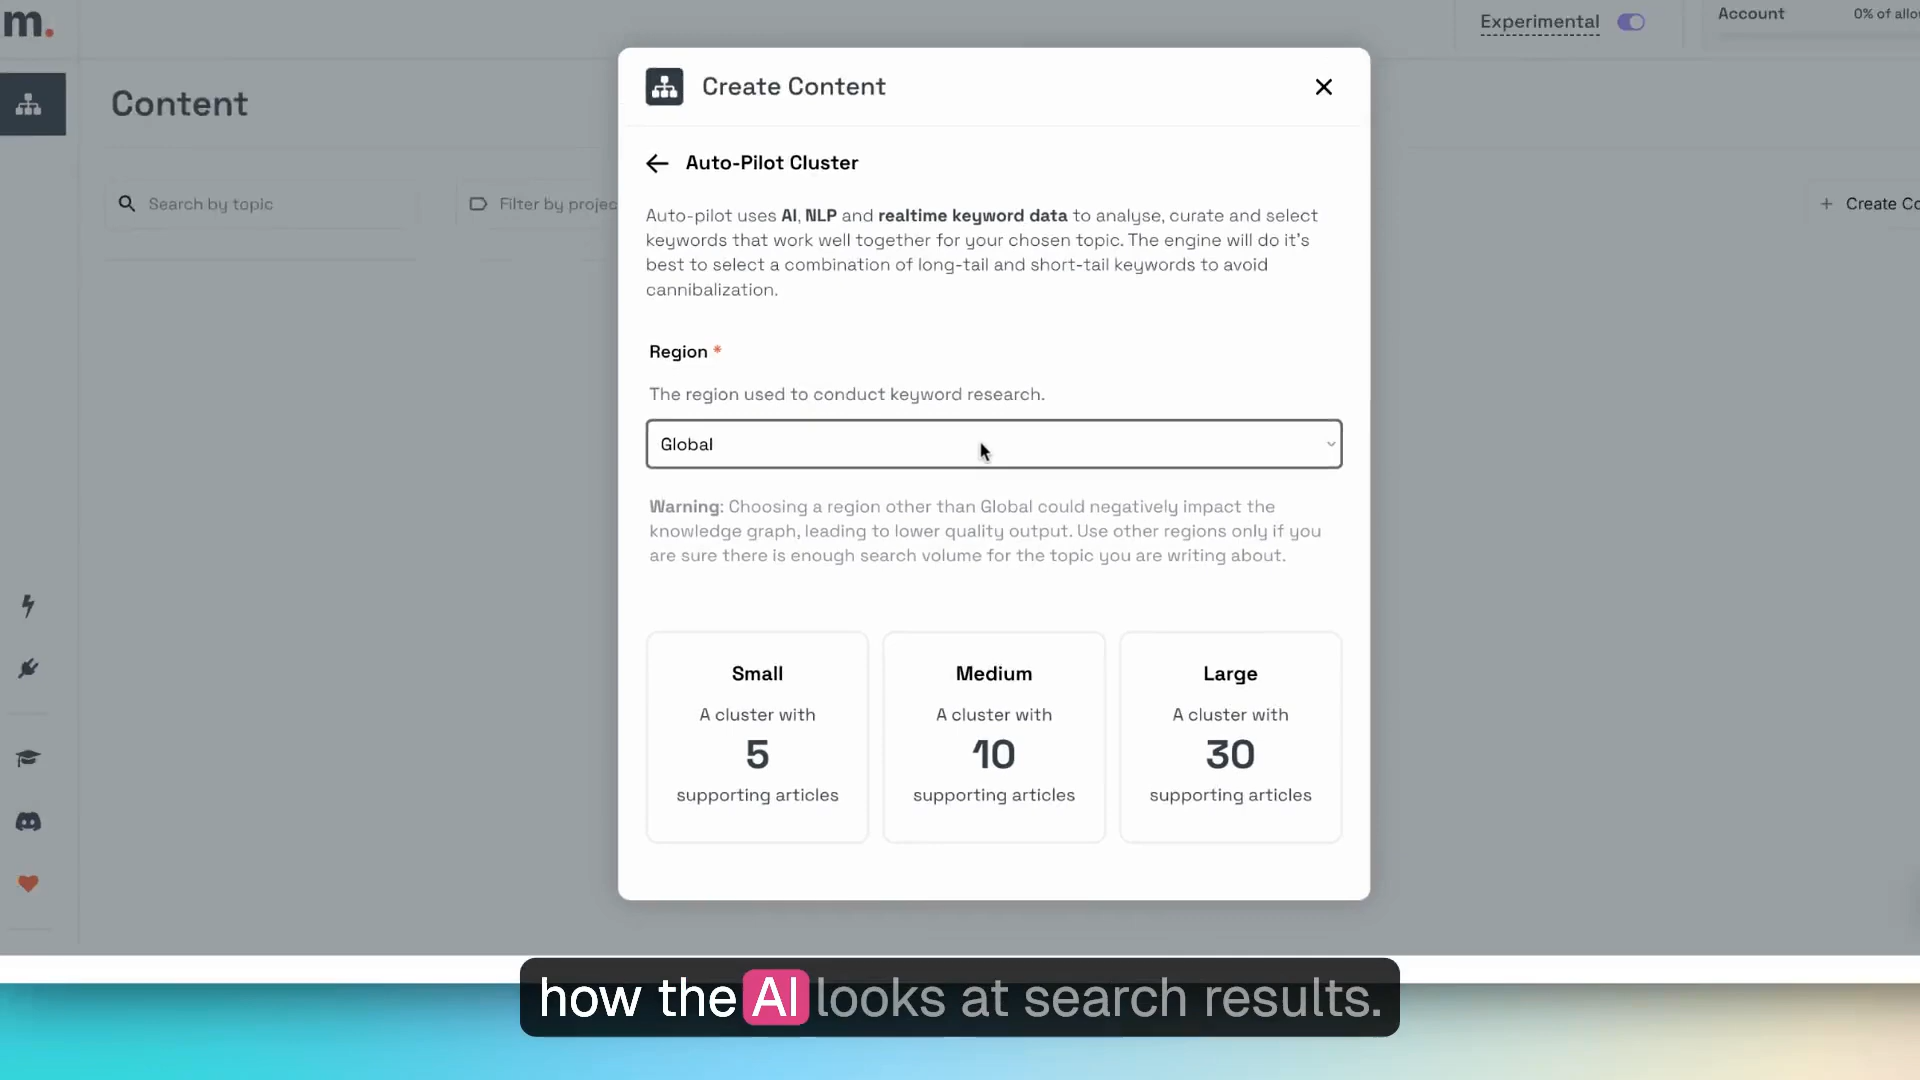 m.
Experimental
Account
0% of allo
Content
Search by topic
Filter by projec
+ Create Co
Create Content
Auto-Pilot Cluster
Auto-pilot uses AI, NLP and realtime keyword data to analyse, curate and select
keywords that work well together for your chosen topic. The engine will do it's
best to select a combination of long-tail and short-tail keywords to avoid
cannibalization.
Region *
The region used to conduct keyword research.
Global
Warning: Choosing a region other than Global could negatively impact the
knowledge graph, leading to lower quality output. Use other regions only if you
are sure there is enough search volume for the topic you are writing about.
Small
A cluster with
5
supporting articles
Medium
A cluster with
10
supporting articles
Large
A cluster with
30
supporting articles
how the AI looks at search results.